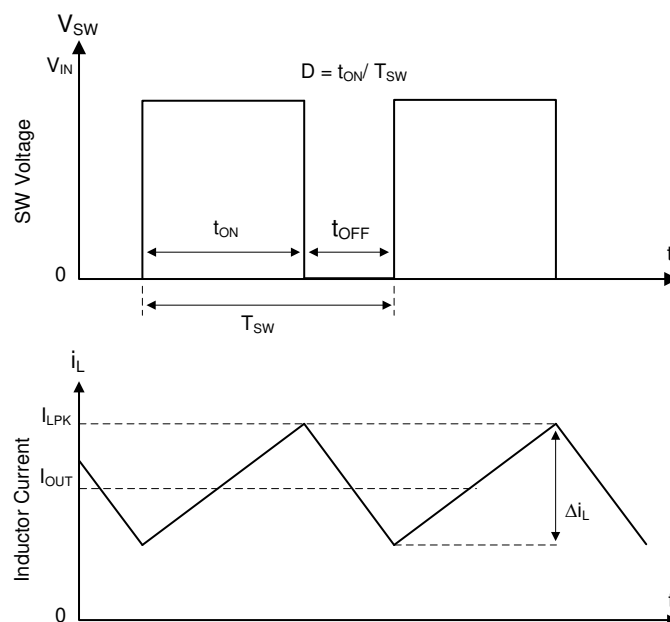 V_SW
V_IN
D = t_ON/ T_SW
SW Voltage
t_ON
t_OFF
0
t
T_SW
i_L
I_LPK
I_OUT
Δi_L
Inductor Current
0
t